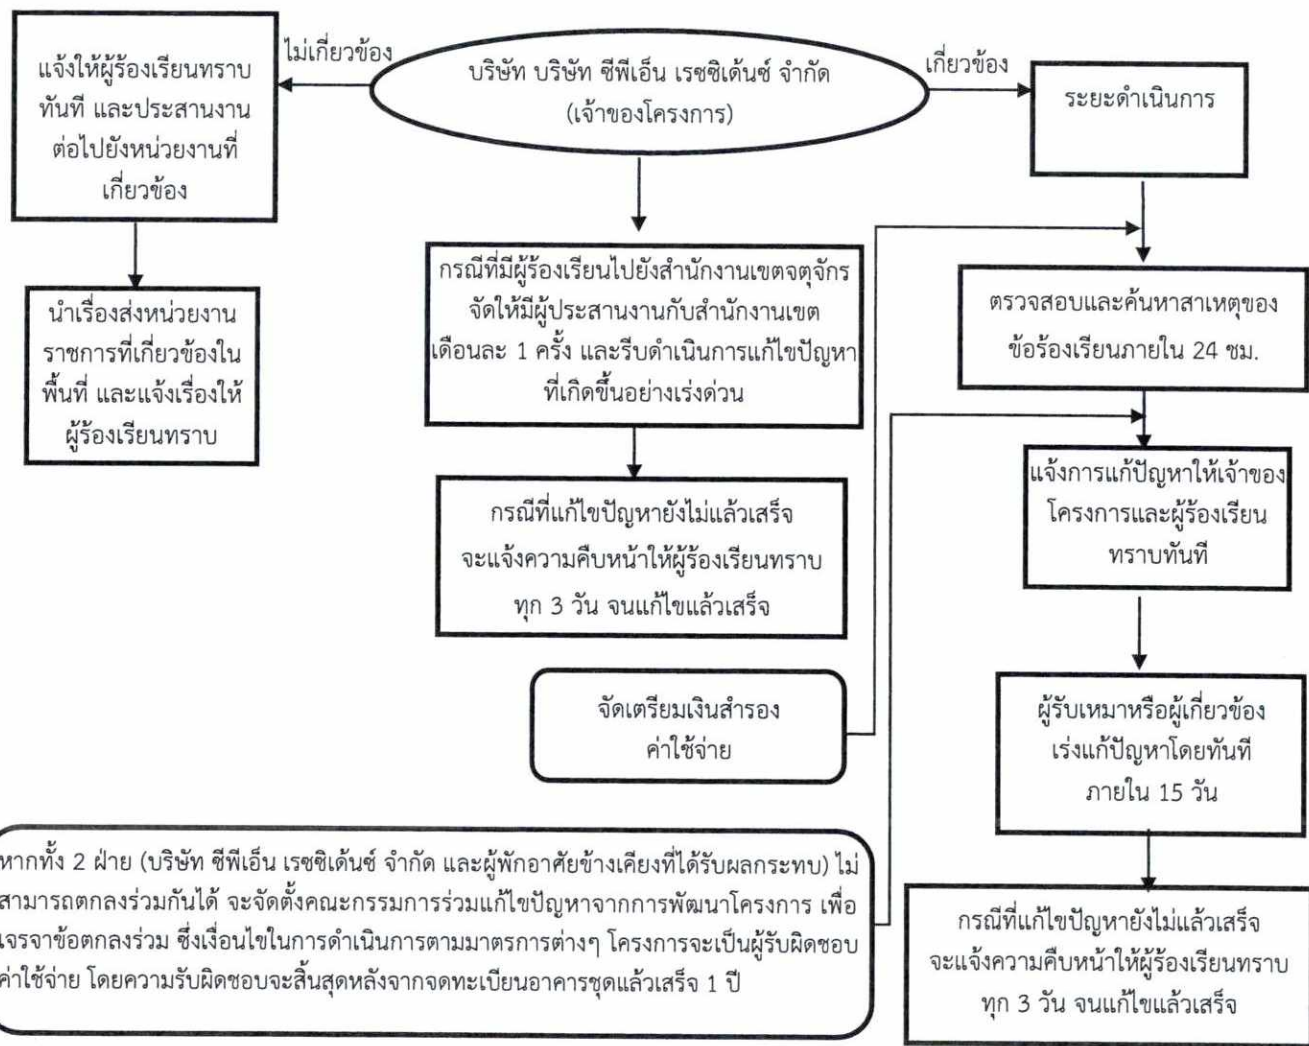 ไม่เกี่ยวข้อง
บริษัท บริษัท ซีพีเอ็น เรซซิเด้นซ์ จำกัด
(เจ้าของโครงการ)
เกี่ยวข้อง
แจ้งให้ผู้ร้องเรียนทราบ
ทันที และประสานงาน
ต่อไปยังหน่วยงานที่
เกี่ยวข้อง
ระยะดำเนินการ
นำเรื่องส่งหน่วยงาน
ราชการที่เกี่ยวข้องใน
พื้นที่ และแจ้งเรื่องให้
ผู้ร้องเรียนทราบ
กรณีที่มีผู้ร้องเรียนไปยังสำนักงานเขตจตุจักร
จัดให้มีผู้ประสานงานกับสำนักงานเขต
เดือนละ 1 ครั้ง และรีบดำเนินการแก้ไขปัญหา
ที่เกิดขึ้นอย่างเร่งด่วน
กรณีที่แก้ไขปัญหายังไม่แล้วเสร็จ
จะแจ้งความคืบหน้าให้ผู้ร้องเรียนทราบ
ทุก 3 วัน จนแก้ไขแล้วเสร็จ
ตรวจสอบและค้นหาสาเหตุของ
ข้อร้องเรียนภายใน 24 ชม.
แจ้งการแก้ปัญหาให้เจ้าของ
โครงการและผู้ร้องเรียน
ทราบทันที
จัดเตรียมเงินสำรอง
ค่าใช้จ่าย
ผู้รับเหมาหรือผู้เกี่ยวข้อง
เร่งแก้ปัญหาโดยทันที
ภายใน 15 วัน
หากทั้ง 2 ฝ่าย (บริษัท ซีพีเอ็น เรซซิเด้นซ์ จำกัด และผู้พักอาศัยข้างเคียงที่ได้รับผลกระทบ) ไม่
สามารถตกลงร่วมกันได้ จะจัดตั้งคณะกรรมการร่วมแก้ไขปัญหาจากการพัฒนาโครงการ เพื่อ
เจรจาข้อตกลงร่วม ซึ่งเงื่อนไขในการดำเนินการตามมาตรการต่างๆ โครงการจะเป็นผู้รับผิดชอบ
ค่าใช้จ่าย โดยความรับผิดชอบจะสิ้นสุดหลังจากจดทะเบียนอาคารชุดแล้วเสร็จ 1 ปี
กรณีที่แก้ไขปัญหายังไม่แล้วเสร็จ
จะแจ้งความคืบหน้าให้ผู้ร้องเรียนทราบ
ทุก 3 วัน จนแก้ไขแล้วเสร็จ